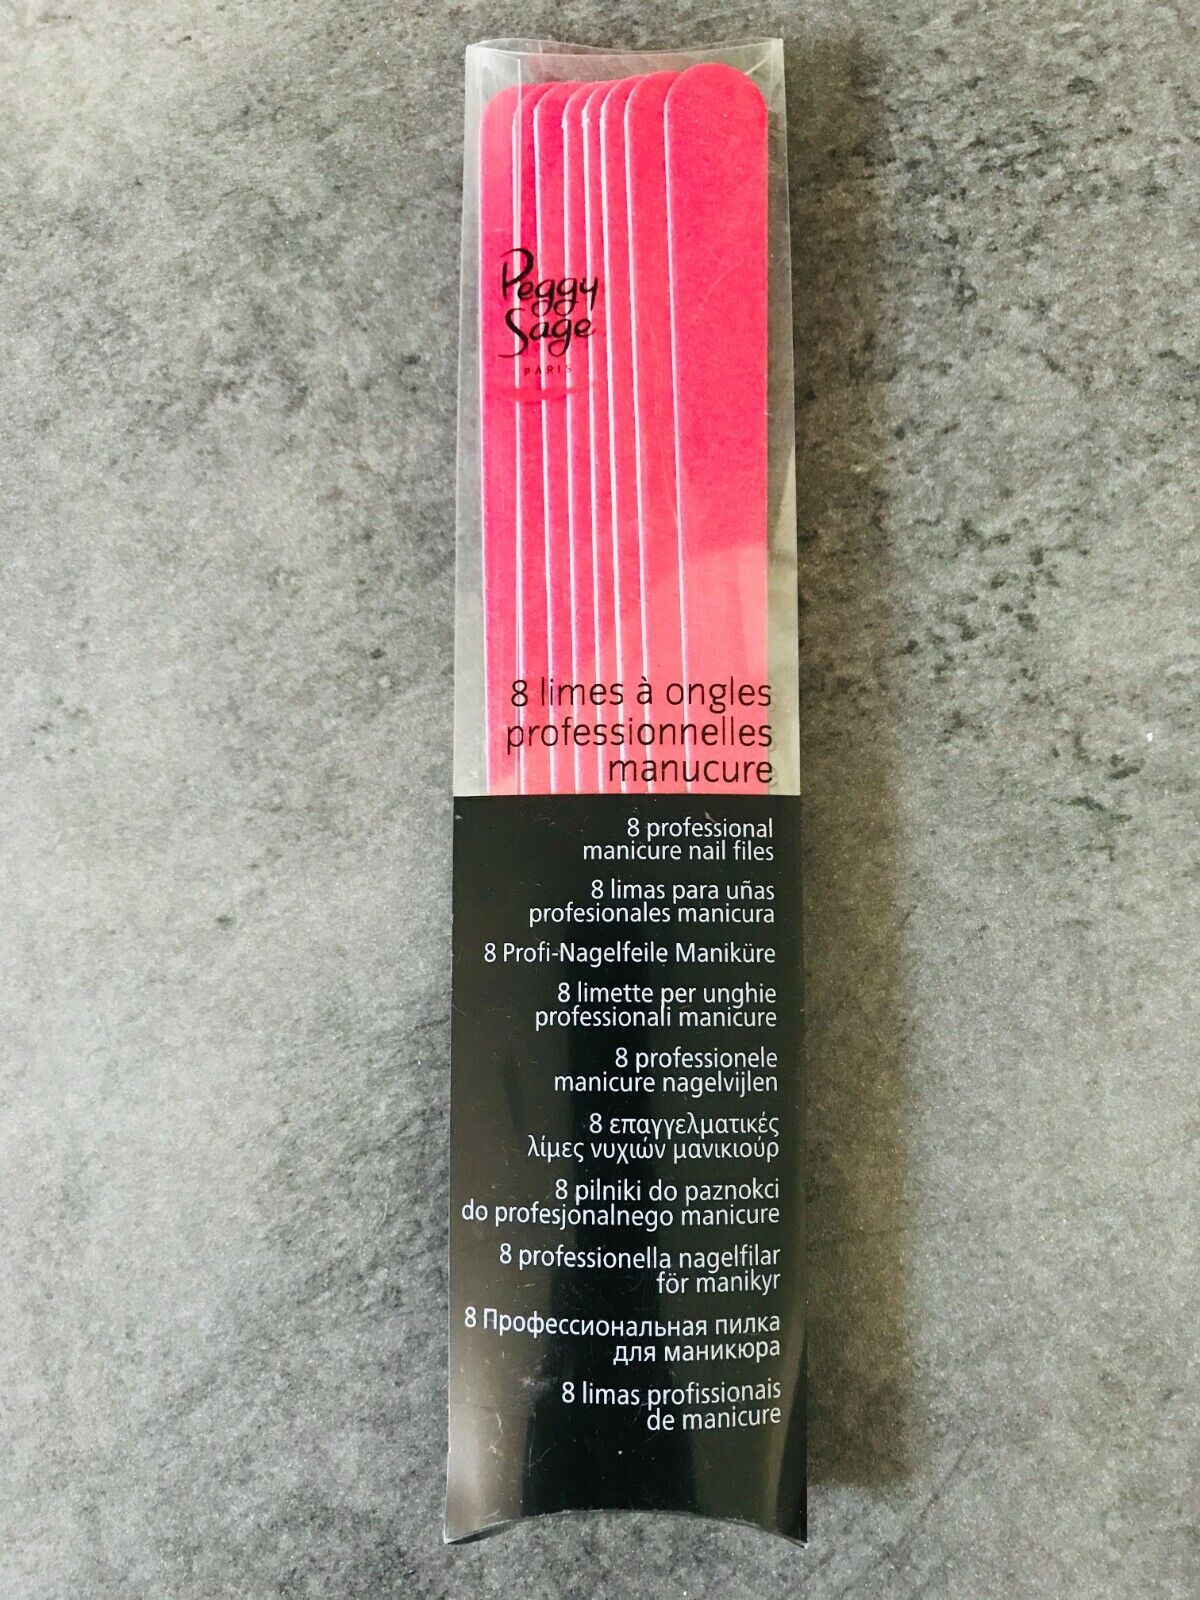 Peggy
Sage
PARIS
8 limes à ongles
professionnelles
manucure
8 professional
manicure nail files
8 limas para uñas
profesionales manicura
8 Profi-Nagelfeile Maniküre
8 limette per unghie
professionali manicure
8 professionele
manicure nagelvijlen
8 επαγγελματικές
λίμες νυχιών μανικιούρ
8 pilniki do paznokci
do profesjonalnego manicure
8 professionella nagelfilar
för manikyr
8 Профессиональная пилка
для маникюра
8 limas profissionais
de manicure